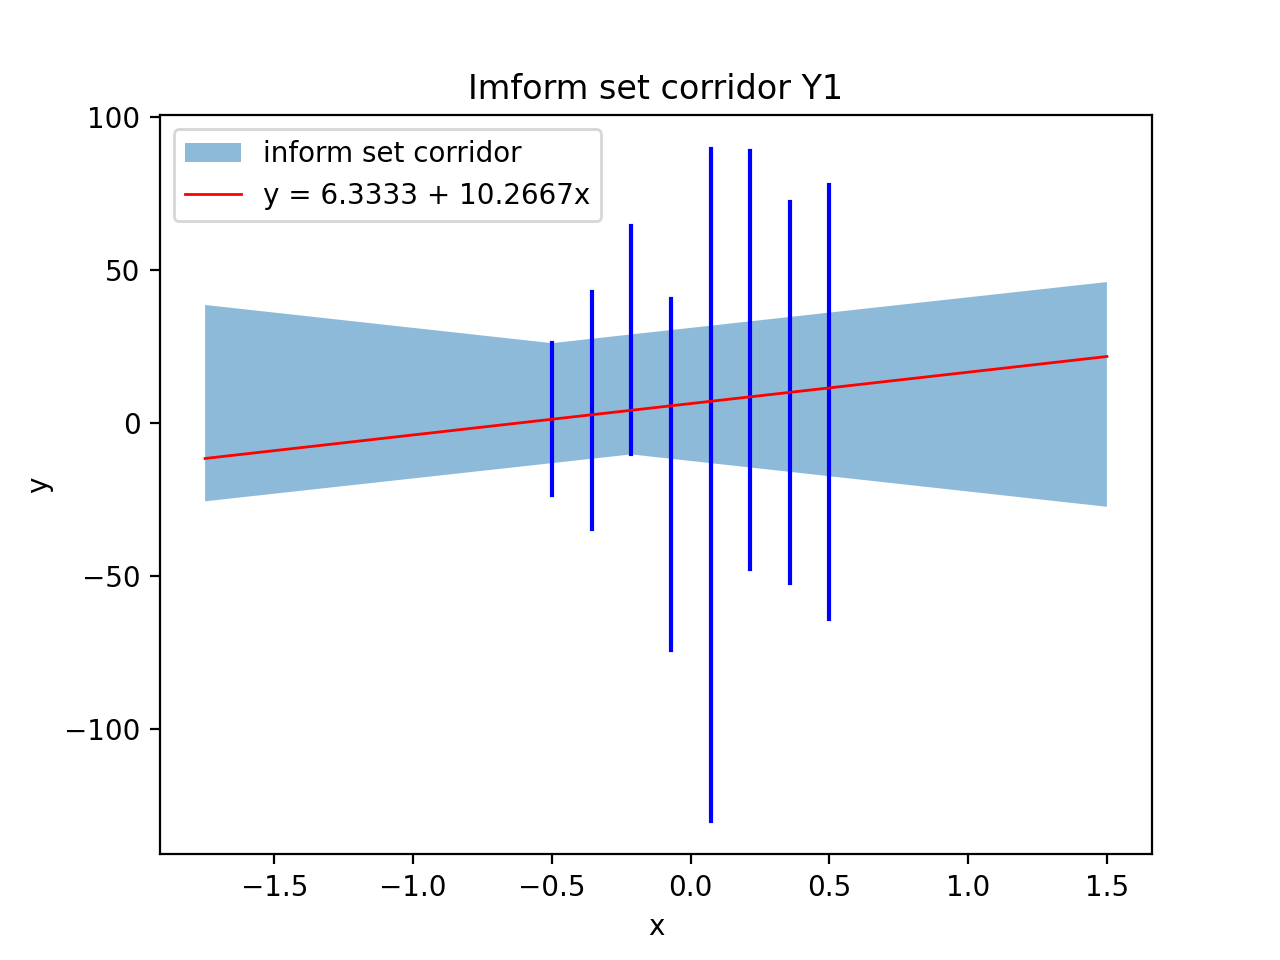 Imform set corridor Y1
inform set corridor
y = 6.3333 + 10.2667x
100
50
0
−50
−100
y
−1.5
−1.0
−0.5
0.0
0.5
1.0
1.5
x